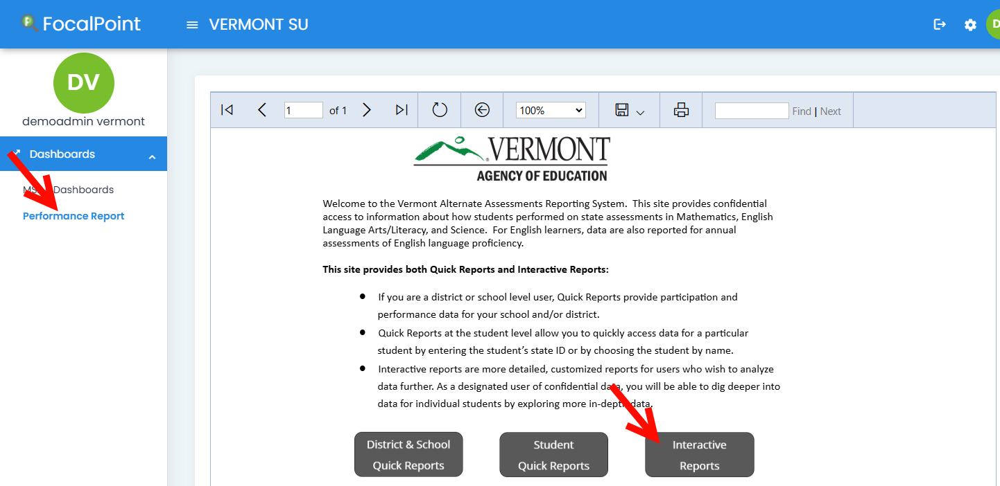 FocalPoint
VERMONT SU
D
DV
demoadmin vermont
Dashboards
Dashboards
Performance Report
1 of 1
100%
Find | Next
VERMONT
AGENCY OF EDUCATION
Welcome to the Vermont Alternate Assessments Reporting System. This site provides confidential
access to information about how students performed on state assessments in Mathematics, English
Language Arts/Literacy, and Science. For English learners, data are also reported for annual
assessments of English language proficiency.
This site provides both Quick Reports and Interactive Reports:
● If you are a district or school level user, Quick Reports provide participation and
performance data for your school and/or district.
● Quick Reports at the student level allow you to quickly access data for a particular
student by entering the student’s state ID or by choosing the student by name.
● Interactive reports are more detailed, customized reports for users who wish to analyze
data further. As a designated user of confidential data, you will be able to dig deeper into
data for individual students by exploring more in-depth data.
District & School
Quick Reports
Student
Quick Reports
Interactive
Reports